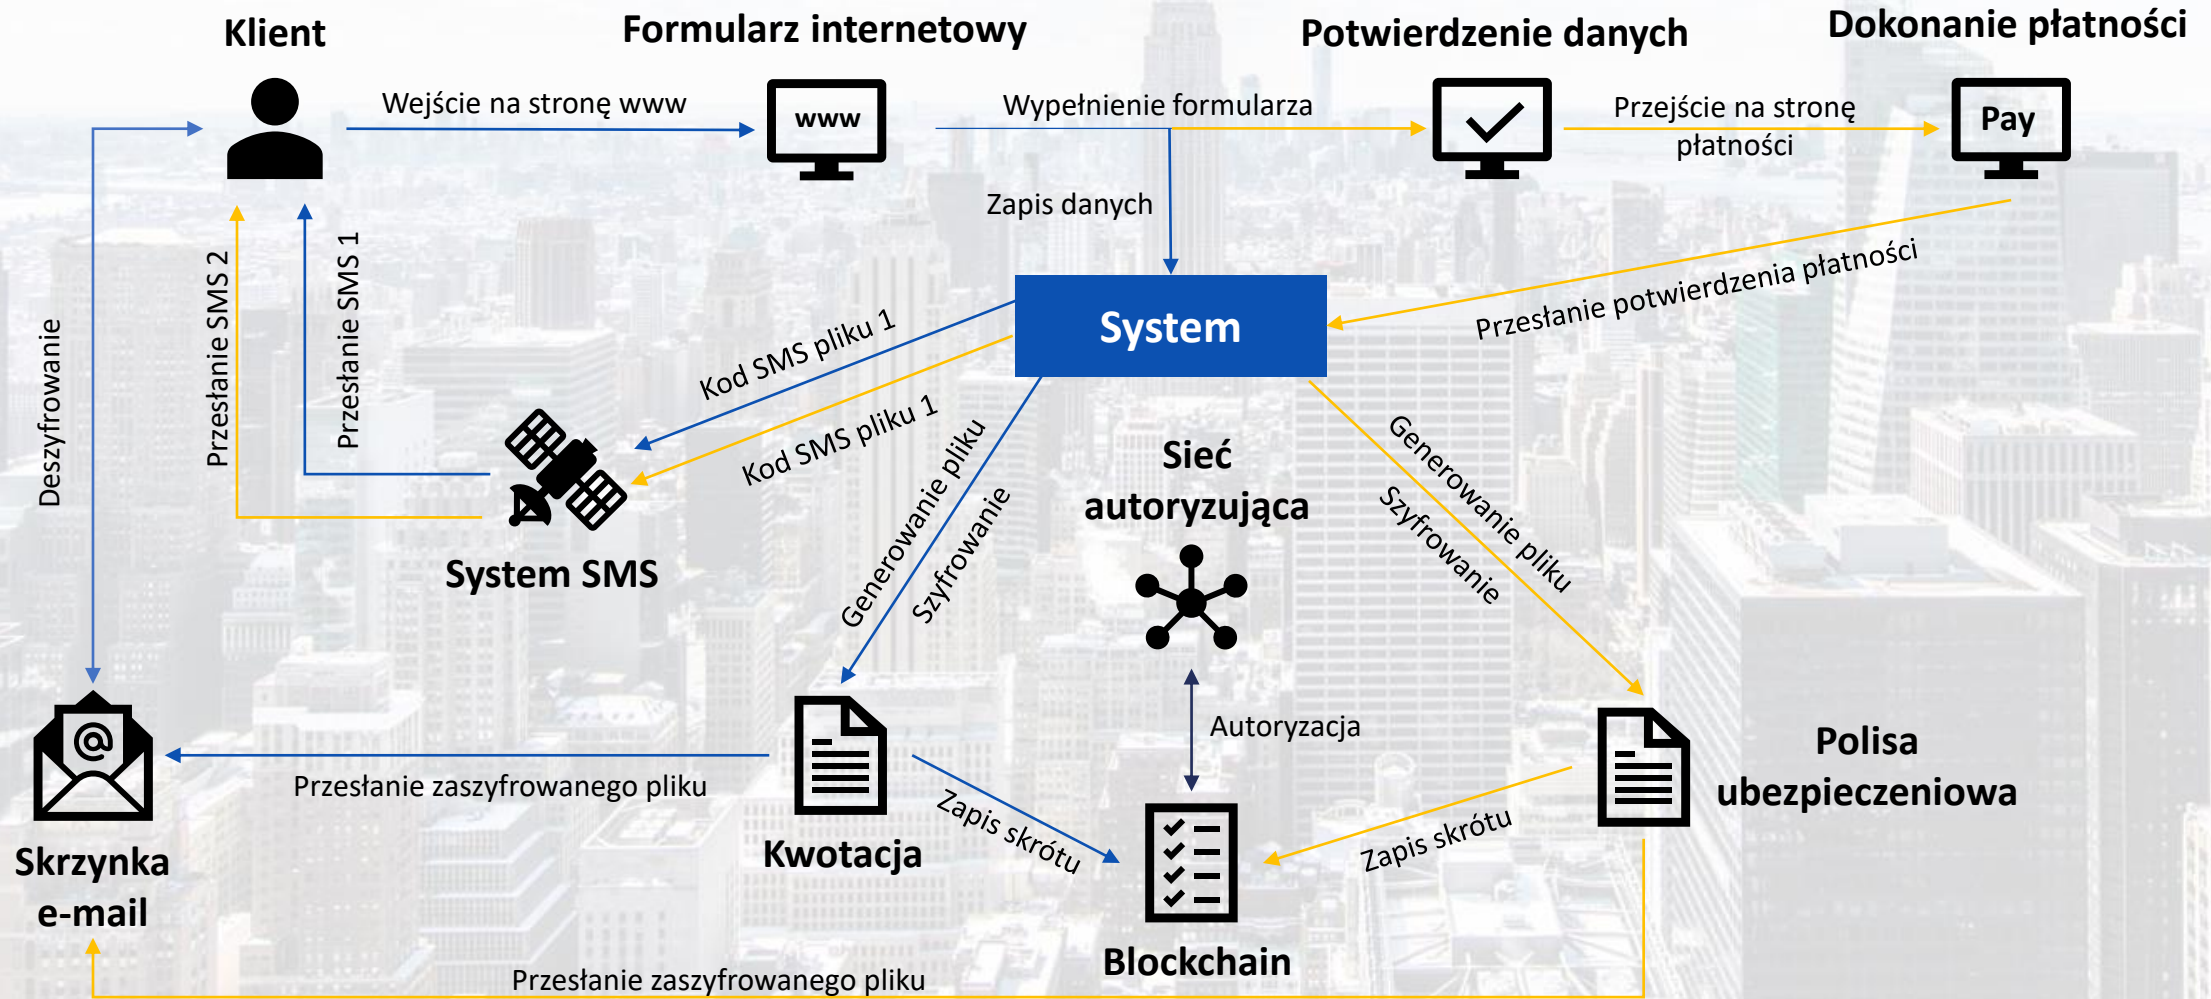 Klient
Formularz internetowy
Potwierdzenie danych
Dokonanie płatności
Wejście na stronę www
www
Wypełnienie formularza
Przejście na stronę
płatności
Pay
Zapis danych
Przesłanie SMS 2
Przesłanie SMS 1
Deszyfrowanie
System
Przesłanie potwierdzenia płatności
Kod SMS pliku 1
Kod SMS pliku 1
Generowanie pliku
Szyfrowanie
Sieć
autoryzująca
Generowanie pliku
Szyfrowanie
System SMS
Autoryzacja
Polisa
ubezpieczeniowa
@
Przesłanie zaszyfrowanego pliku
Zapis skrótu
Zapis skrótu
Skrzynka
e-mail
Kwotacja
Blockchain
Przesłanie zaszyfrowanego pliku